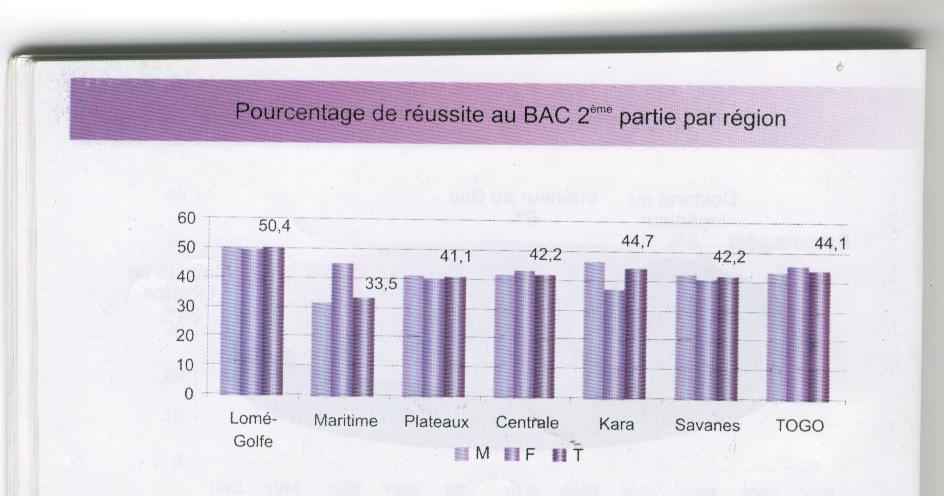 Pourcentage de réussite au BAC 2ème partie par région
60
50
40
30
20
10
0
50,4
33,5
41,1
42,2
44,7
42,2
44,1
Lomé-Golfe
Maritime
Plateaux
Centrale
Kara
Savanes
TOGO
M F T